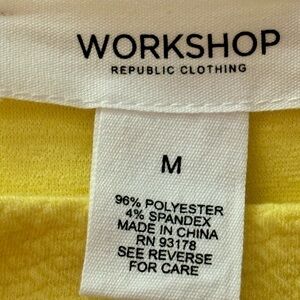 WORKSHOP
REPUBLIC CLOTHING
M
96% POLYESTER
4% SPANDEX
MADE IN CHINA
RN 93178
SEE REVERSE
FOR CARE